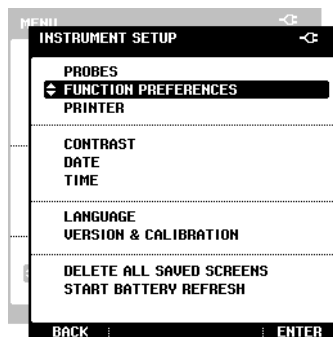 MENU
INSTRUMENT SETUP
PROBES
FUNCTION PREFERENCES
PRINTER
CONTRAST
DATE
TIME
LANGUAGE
VERSION & CALIBRATION
DELETE ALL SAVED SCREENS
START BATTERY REFRESH
BACK ENTER